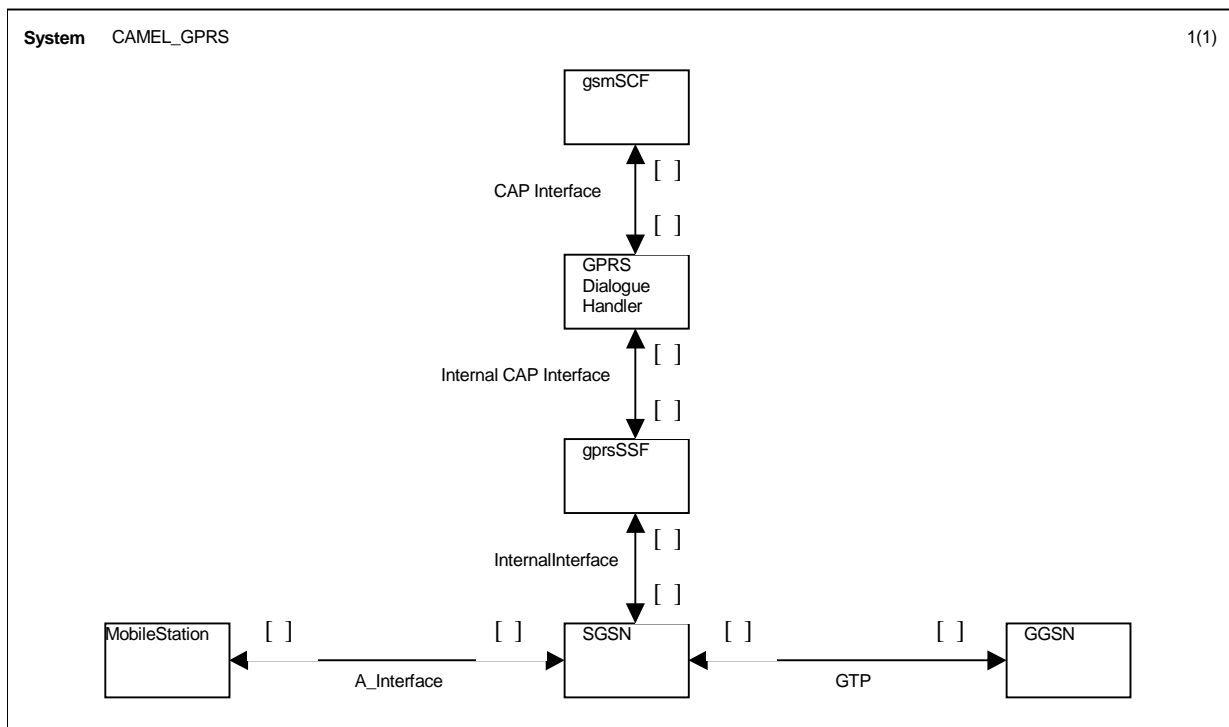 System CAMEL_GPRS 1(1)
gsmSCF
[ ]
CAP Interface
[ ]
GPRS
Dialogue
Handler
[ ]
Internal CAP Interface
[ ]
gprsSSF
[ ]
InternalInterface
[ ]
MobileStation [ ] [ ] SGSN [ ] [ ] GGSN
A_Interface GTP